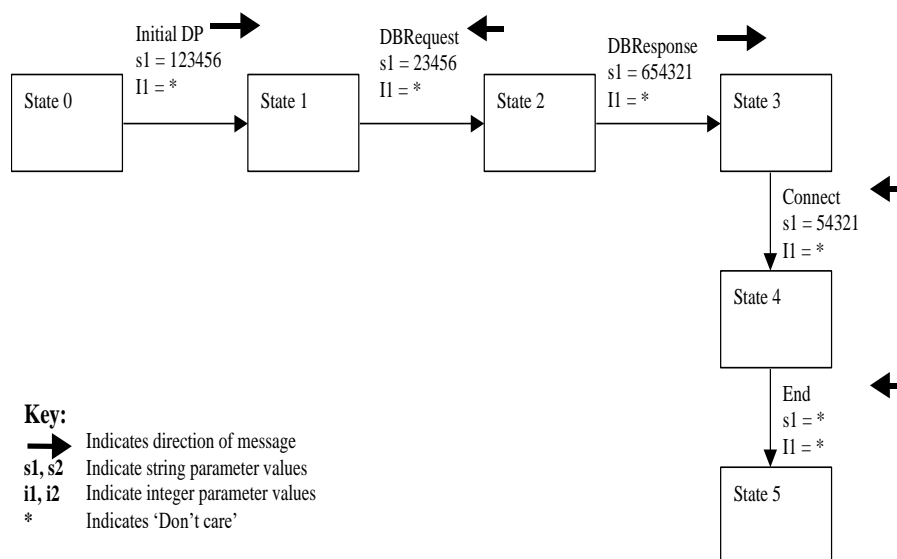 Initial DP
s1 = 123456
I1 = *
DBRequest
s1 = 23456
I1 = *
DBResponse
s1 = 654321
I1 = *
State 0
State 1
State 2
State 3
Connect
s1 = 54321
I1 = *
State 4
End
s1 = *
I1 = *
State 5
Key:
Indicates direction of message
s1, s2 Indicate string parameter values
i1, i2 Indicate integer parameter values
* Indicates ‘Don’t care’